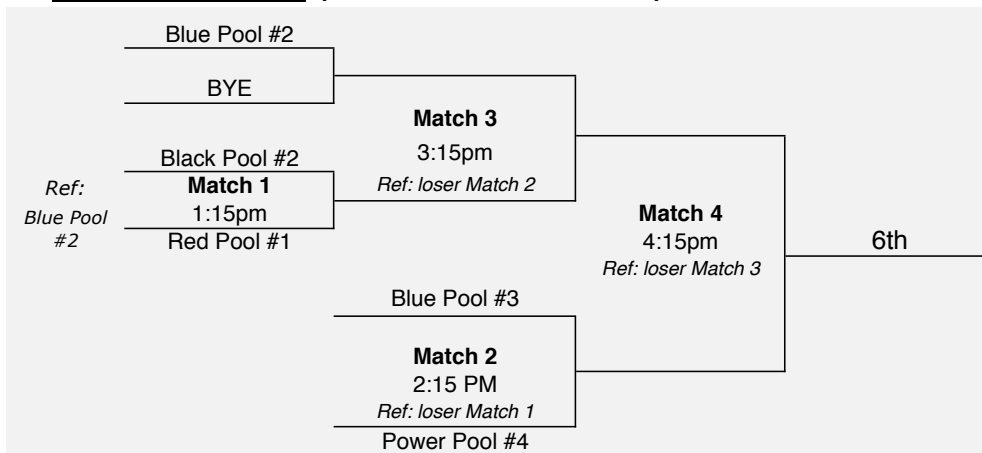 Blue Pool #2
BYE
Match 3
3:15pm
Ref: loser Match 2
Black Pool #2
Match 1
1:15pm
Red Pool #1
Ref:
Blue Pool
#2
Match 4
4:15pm
Ref: loser Match 3
6th
Blue Pool #3
Match 2
2:15 PM
Ref: loser Match 1
Power Pool #4